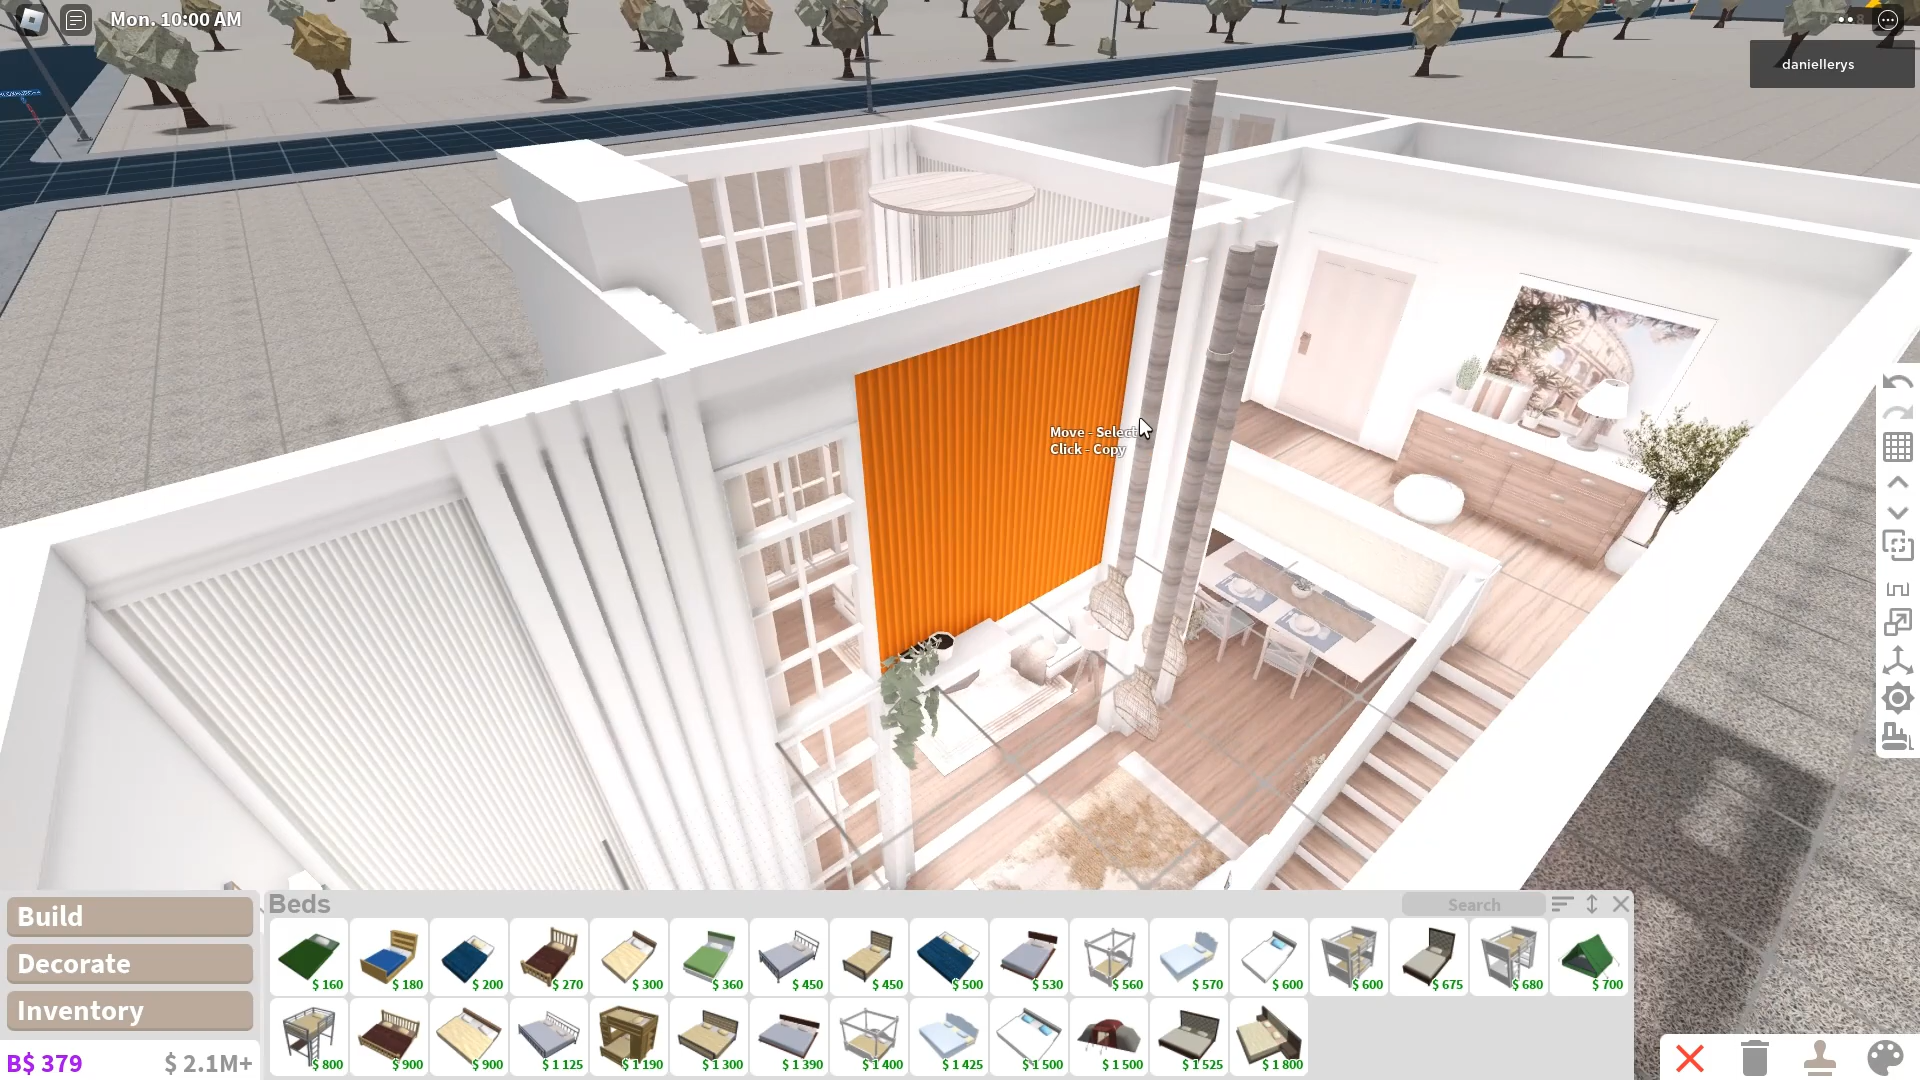 Mon. 10:00 AM
daniellerys
Move - Select
Click - Copy
Build
Decorate
Inventory
B$ 379
$ 2.1M+
Beds
Search
$ 160
$ 180
$ 200
$ 270
$ 300
$ 360
$ 450
$ 450
$ 500
$ 530
$ 560
$ 570
$ 600
$ 600
$ 675
$ 680
$ 700
$ 800
$ 900
$ 900
$ 1 125
$ 1 190
$ 1 300
$ 1 390
$ 1 400
$ 1 425
$ 1 500
$ 1 500
$ 1 525
$ 1 800